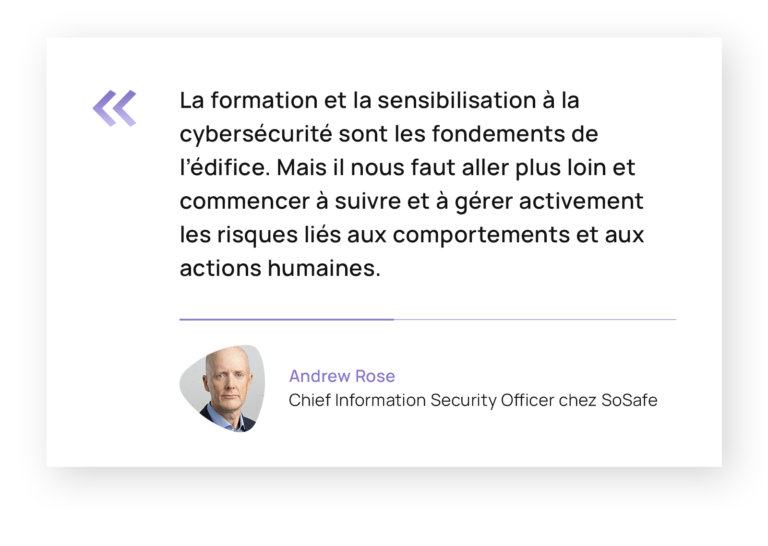 «
La formation et la sensibilisation à la
cybersécurité sont les fondements de
l’édifice. Mais il nous faut aller plus loin et
commencer à suivre et à gérer activement
les risques liés aux comportements et aux
actions humaines.
Andrew Rose
Chief Information Security Officer chez SoSafe